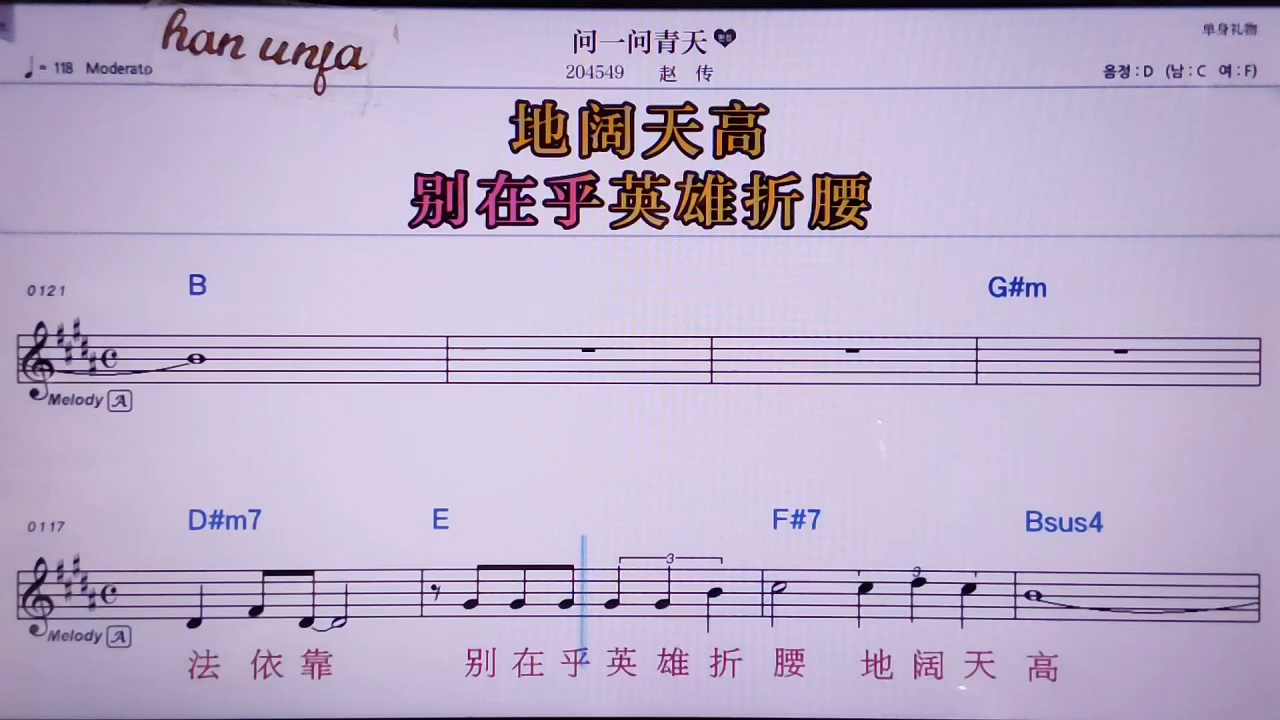 han unfa
问一问青天
单身礼物
♩= 118 Moderato
204549 赵 传
음정 : D (남 : C 여 : F)
地阔天高
别在乎英雄折腰
0121
B
G#m
Melody A
0117
D#m7
E
F#7
Bsus4
3
3
Melody A
法 依 靠 别 在 乎 英 雄 折 腰 地 阔 天 高